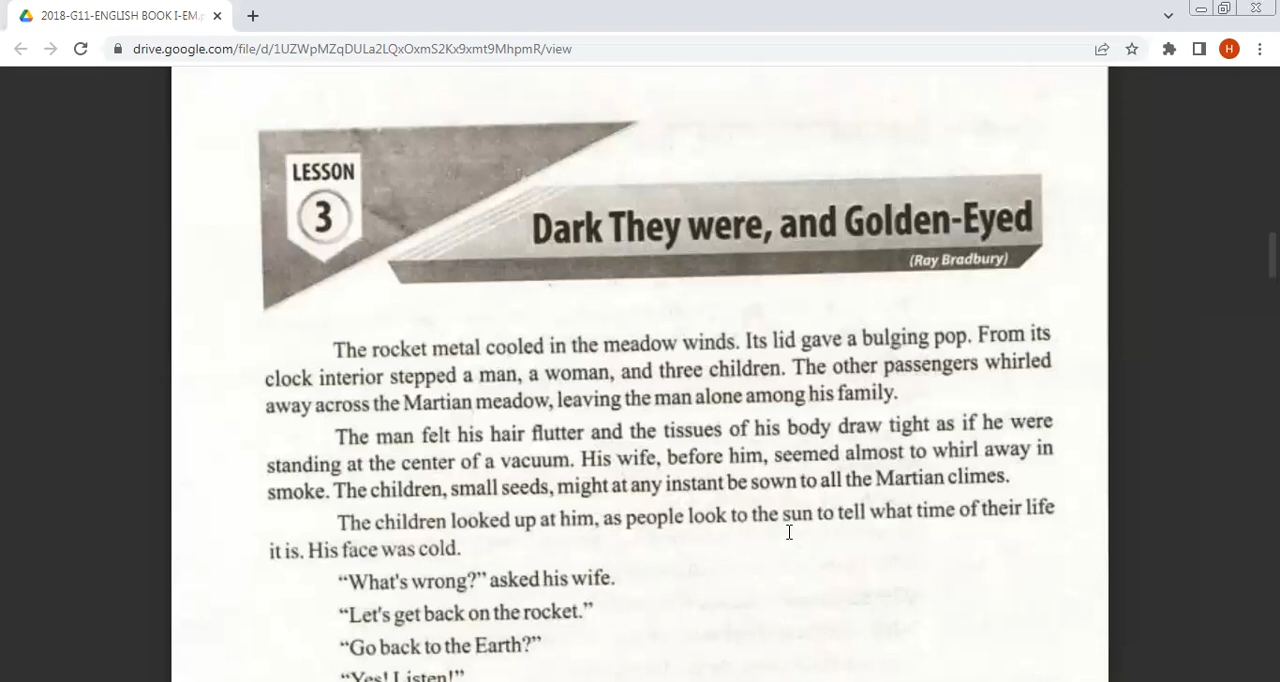 2018-G11-ENGLISH BOOK I-EM.
drive.google.com/file/d/1UZWpMZqDULa2LQxOxmS2Kx9xmt9MhpmR/view
H
LESSON
3
Dark They were, and Golden-Eyed
(Ray Bradbury)
The rocket metal cooled in the meadow winds. Its lid gave a bulging pop. From its
clock interior stepped a man, a woman, and three children. The other passengers whirled
away across the Martian meadow, leaving the man alone among his family.
The man felt his hair flutter and the tissues of his body draw tight as if he were
standing at the center of a vacuum. His wife, before him, seemed almost to whirl away in
smoke. The children, small seeds, might at any instant be sown to all the Martian climes.
The children looked up at him, as people look to the sun to tell what time of their life
it is. His face was cold.
“What's wrong?” asked his wife.
“Let's get back on the rocket.”
“Go back to the Earth?”
“Yes! Listen!”